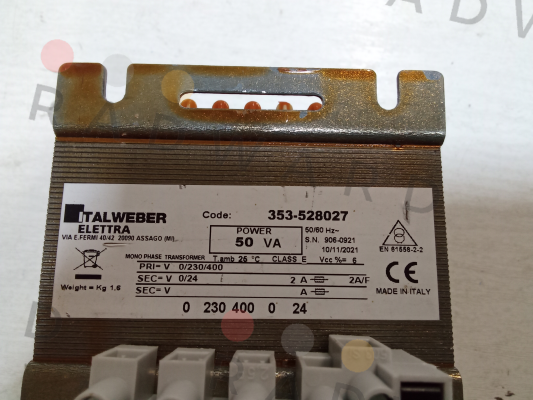 ITALWEBER
ELETTRA
VIA E.FERMI 40/42 20090 ASSAGO (MI)
Code: 353-528027
POWER
50 VA
50/60 Hz~
S.N. 906-0921
10/11/2021
EN 61558-2-2
MONO PHASE TRANSFORMER T.amb 25 °C CLASS E Vcc %= 6
PRI= V 0/230/400
SEC= V 0/24 2 A 2A/F
SEC= V A
Weight = Kg 1,6
CE
MADE IN ITALY
0 230 400 0 24
RADWERD